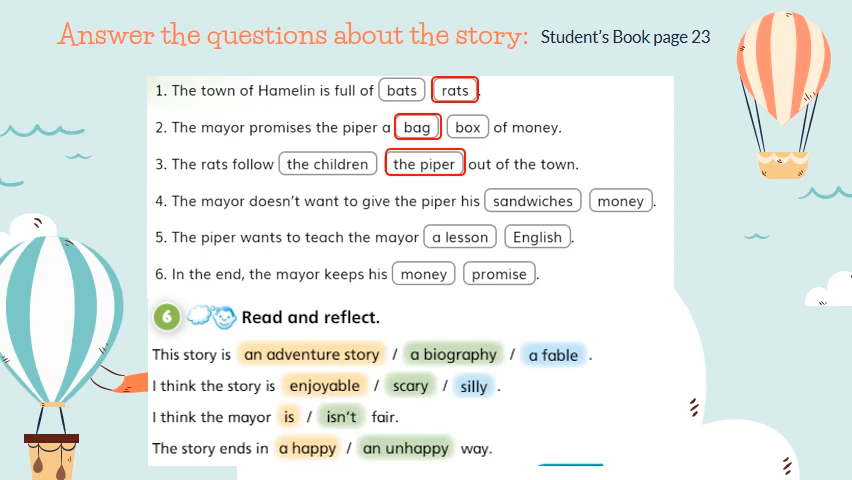 Answer the questions about the story: Student's Book page 23
1. The town of Hamelin is full of bats rats.
2. The mayor promises the piper a bag box of money.
3. The rats follow the children the piper out of the town.
4. The mayor doesn't want to give the piper his sandwiches money.
5. The piper wants to teach the mayor a lesson English.
6. In the end, the mayor keeps his money promise.
6 Read and reflect.
This story is an adventure story / a biography / a fable.
I think the story is enjoyable / scary / silly.
I think the mayor is / isn't fair.
The story ends in a happy / an unhappy way.